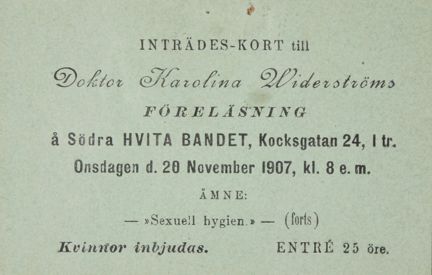 INTRÄDES-KORT till
Doktor Karolina Widerströms
FÖRELÄSNING
å Södra HVITA BANDET, Kocksgatan 24, I tr.
Onsdagen d. 20 November 1907, kl. 8 e. m.
ÄMNE:
— »Sexuell hygien.» — (forts)
Kvinnor inbjudas. ENTRÉ 25 öre.